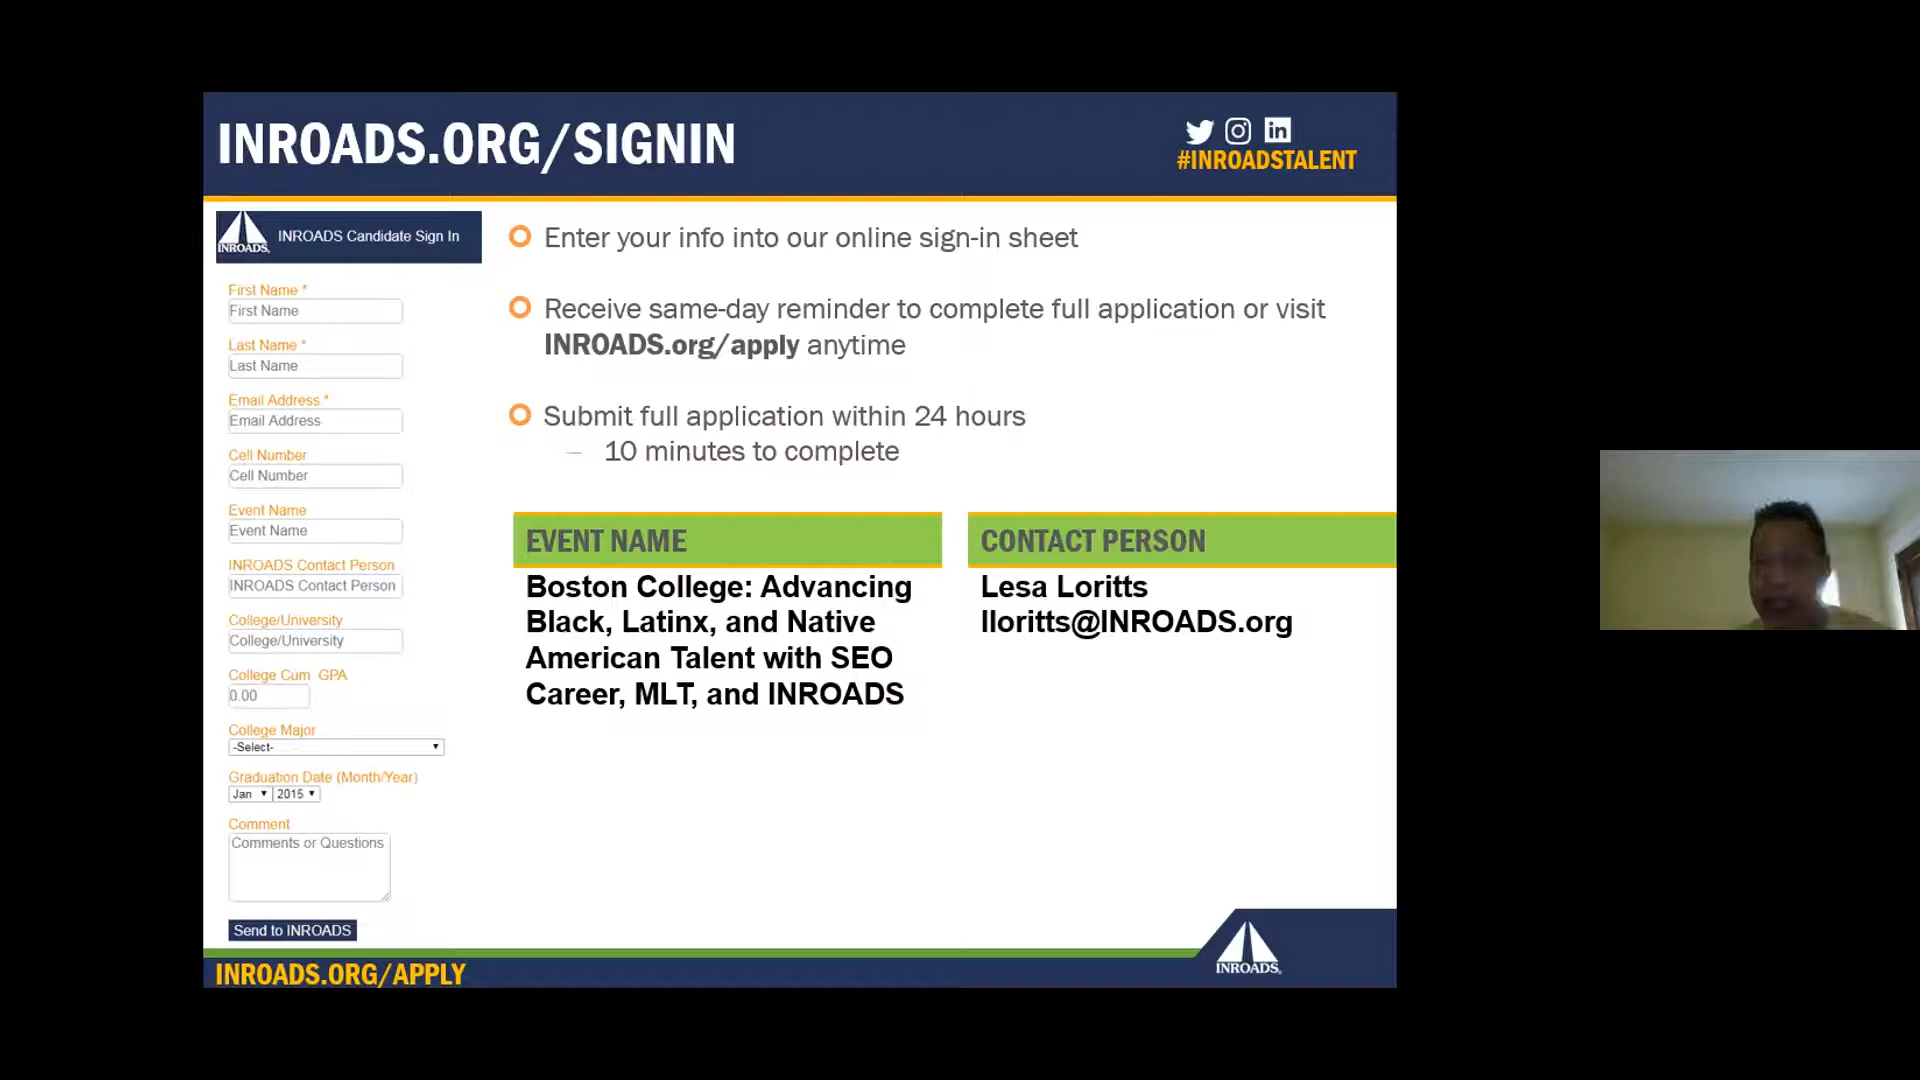 INROADS.ORG/SIGNIN
#INROADSTALENT
INROADS Candidate Sign In
INROADS
First Name *
First Name
Last Name *
Last Name
Email Address *
Email Address
Cell Number
Cell Number
Event Name
Event Name
INROADS Contact Person
INROADS Contact Person
College/University
College/University
College Cum GPA
0.00
College Major
-Select-
Graduation Date (Month/Year)
Jan 2015
Comment
Comments or Questions
Send to INROADS
Enter your info into our online sign-in sheet
Receive same-day reminder to complete full application or visit
INROADS.org/apply anytime
Submit full application within 24 hours
– 10 minutes to complete
EVENT NAME
Boston College: Advancing
Black, Latinx, and Native
American Talent with SEO
Career, MLT, and INROADS
CONTACT PERSON
Lesa Loritts
lloritts@INROADS.org
INROADS.ORG/APPLY
INROADS